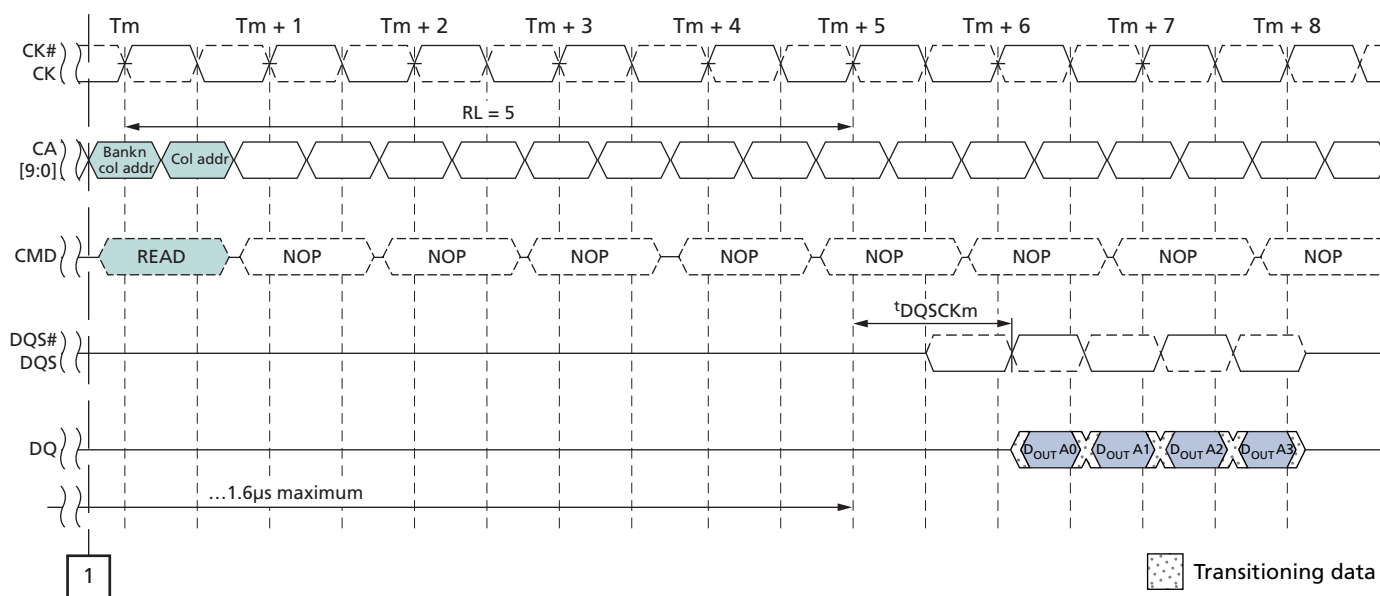 Tm Tm + 1 Tm + 2 Tm + 3 Tm + 4 Tm + 5 Tm + 6 Tm + 7 Tm + 8
CK#
CK
RL = 5
CA
[9:0]
Bankn
col addr
Col addr
CMD READ NOP NOP NOP NOP NOP NOP NOP NOP
tDQSCKm
DQS#
DQS
DQ DOUT A0 DOUT A1 DOUT A2 DOUT A3
…1.6µs maximum
1
Transitioning data